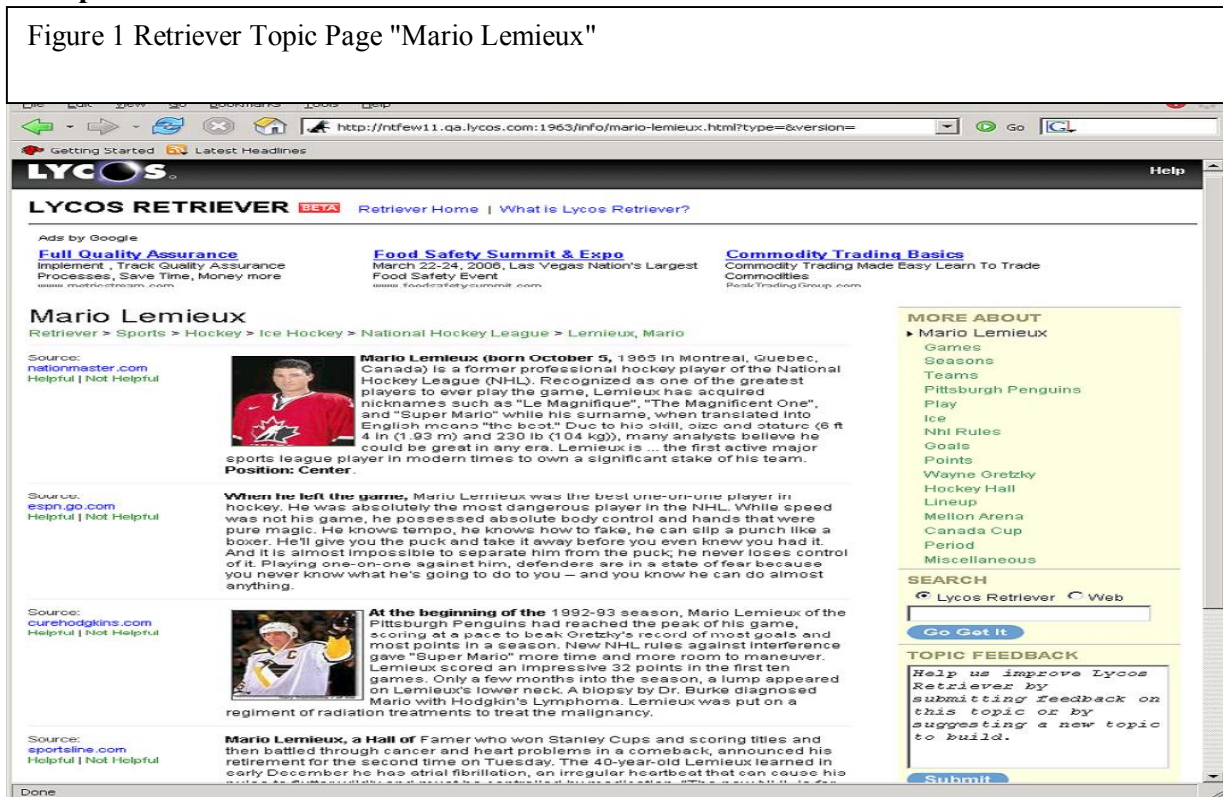 Figure 1 Retriever Topic Page "Mario Lemieux"
File Edit View Go Bookmarks Tools Help
http://ntfew11.qa.lycos.com:1963/info/mario-lemieux.html?type=&version=
Go
Getting Started Latest Headlines
LYCOS
Help
LYCOS RETRIEVER BETA Retriever Home | What is Lycos Retriever?
Ads by Google
Full Quality Assurance
Implement , Track Quality Assurance
Processes, Save Time, Money more
www.metricstream.com
Food Safety Summit & Expo
March 22-24, 2006, Las Vegas Nation's Largest
Food Safety Event
www.foodsafetysummit.com
Commodity Trading Basics
Commodity Trading Made Easy Learn To Trade
Commodities
PeakTradingGroup.com
Mario Lemieux
Retriever > Sports > Hockey > Ice Hockey > National Hockey League > Lemieux, Mario
Source:
nationmaster.com
Helpful | Not Helpful
Mario Lemieux (born October 5, 1965 in Montreal, Quebec,
Canada) is a former professional hockey player of the National
Hockey League (NHL). Recognized as one of the greatest
players to ever play the game, Lemieux has acquired
nicknames such as "Le Magnifique", "The Magnificent One",
and "Super Mario" while his surname, when translated into
English means "the best." Due to his skill, size and stature (6 ft
4 in (1.93 m) and 230 lb (104 kg)), many analysts believe he
could be great in any era. Lemieux is ... the first active major
sports league player in modern times to own a significant stake of his team.
Position: Center.
Source:
espn.go.com
Helpful | Not Helpful
When he left the game, Mario Lemieux was the best one-on-one player in
hockey. He was absolutely the most dangerous player in the NHL. While speed
was not his game, he possessed absolute body control and hands that were
pure magic. He knows tempo, he knows how to fake, he can slip a punch like a
boxer. He'll give you the puck and take it away before you even knew you had it.
And it is almost impossible to separate him from the puck; he never loses control
of it. Playing one-on-one against him, defenders are in a state of fear because
you never know what he's going to do to you – and you know he can do almost
anything.
Source:
curehodgkins.com
Helpful | Not Helpful
At the beginning of the 1992-93 season, Mario Lemieux of the
Pittsburgh Penguins had reached the peak of his game,
scoring at a pace to beak Gretzky's record of most goals and
most points in a season. New NHL rules against interference
gave "Super Mario" more time and more room to maneuver.
Lemieux scored an impressive 32 points in the first ten
games. Only a few months into the season, a lump appeared
on Lemieux's lower neck. A biopsy by Dr. Burke diagnosed
Mario with Hodgkin's Lymphoma. Lemieux was put on a
regiment of radiation treatments to treat the malignancy.
Source:
sportsline.com
Helpful | Not Helpful
Mario Lemieux, a Hall of Famer who won Stanley Cups and scoring titles and
then battled through cancer and heart problems in a comeback, announced his
retirement for the second time on Tuesday. The 40-year-old Lemieux learned in
early December he has atrial fibrillation, an irregular heartbeat that can cause his
MORE ABOUT
Mario Lemieux
Games
Seasons
Teams
Pittsburgh Penguins
Play
Ice
Nhl Rules
Goals
Points
Wayne Gretzky
Hockey Hall
Lineup
Mellon Arena
Canada Cup
Period
Miscellaneous
SEARCH
Lycos Retriever Web
Go Get It
TOPIC FEEDBACK
Help us improve Lycos
Retriever by
submitting feedback on
this topic or by
suggesting a new topic
to build.
Submit
Done